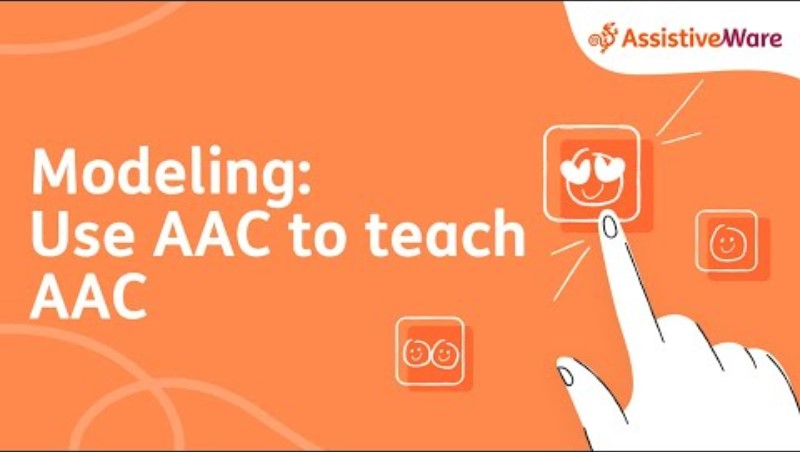 AssistiveWare
Modeling:
Use AAC to teach
AAC